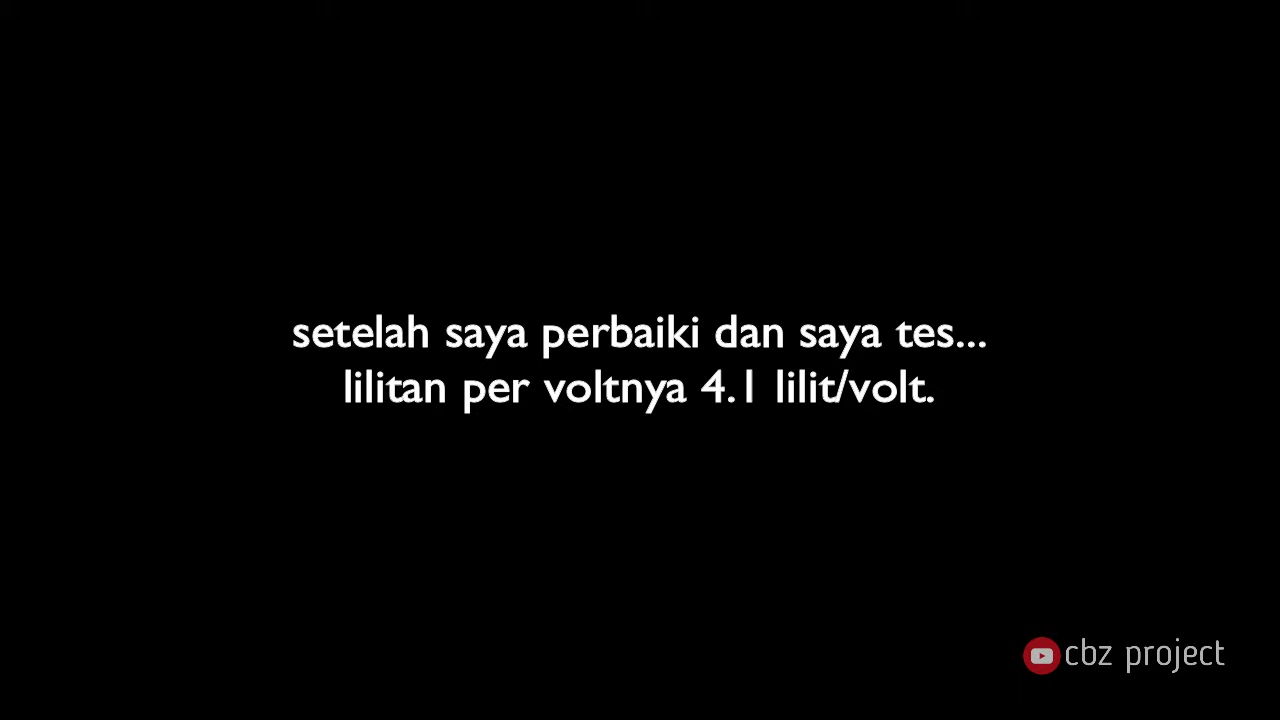 setelah saya perbaiki dan saya tes...
lilitan per voltnya 4.1 lilit/volt.
cbz project